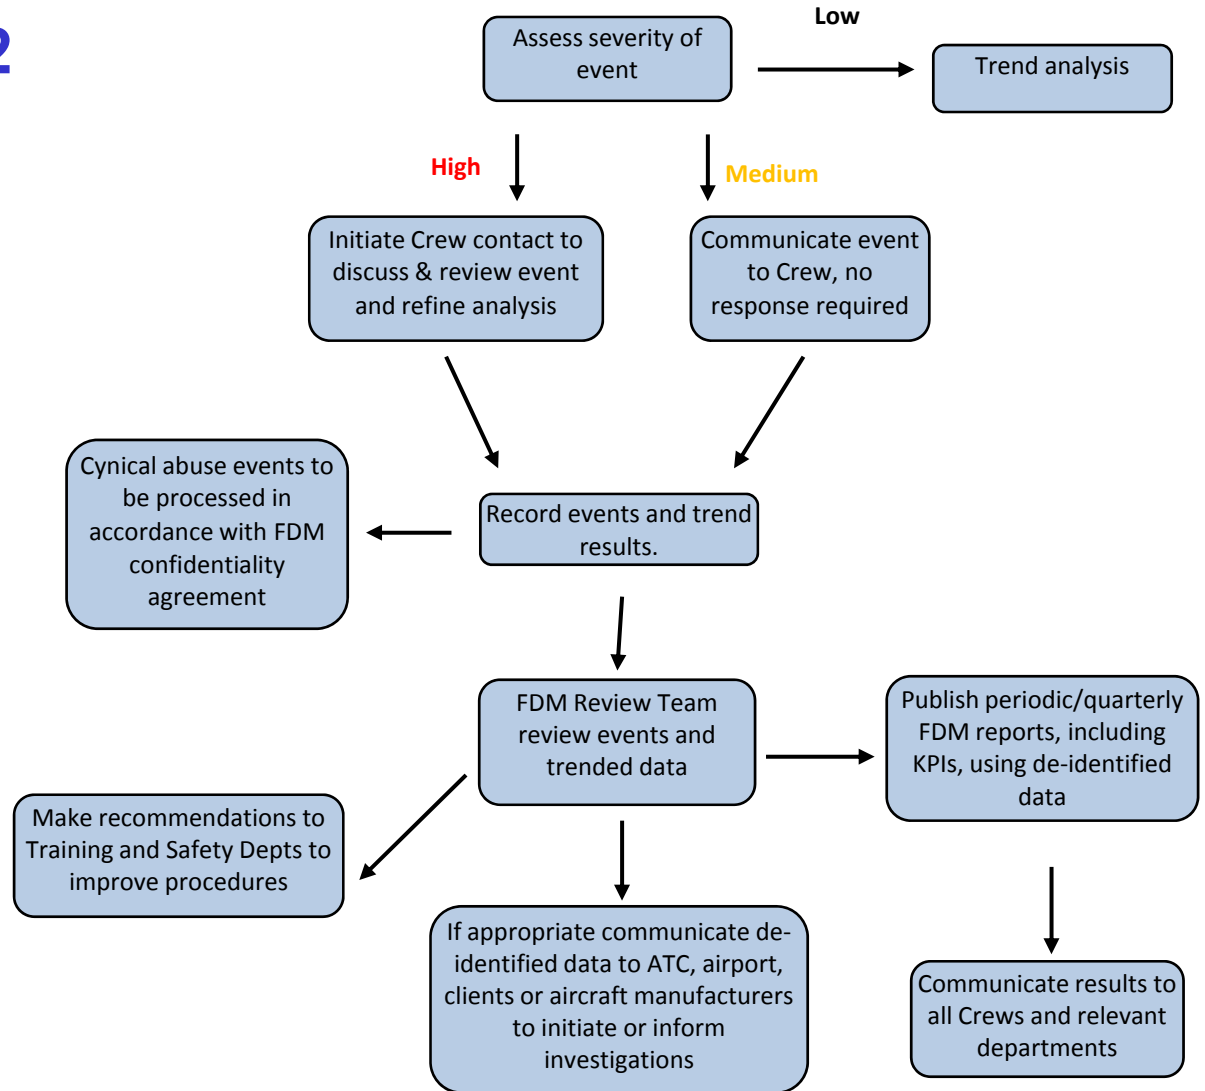 2
Low
Assess severity of
event
Trend analysis
High
Medium
Initiate Crew contact to
discuss & review event
and refine analysis
Communicate event
to Crew, no
response required
Cynical abuse events to
be processed in
accordance with FDM
confidentiality
agreement
Record events and trend
results.
FDM Review Team
review events and
trended data
Publish periodic/quarterly
FDM reports, including
KPIs, using de-identified
data
Make recommendations to
Training and Safety Depts to
improve procedures
If appropriate communicate de-
identified data to ATC, airport,
clients or aircraft manufacturers
to initiate or inform
investigations
Communicate results to
all Crews and relevant
departments